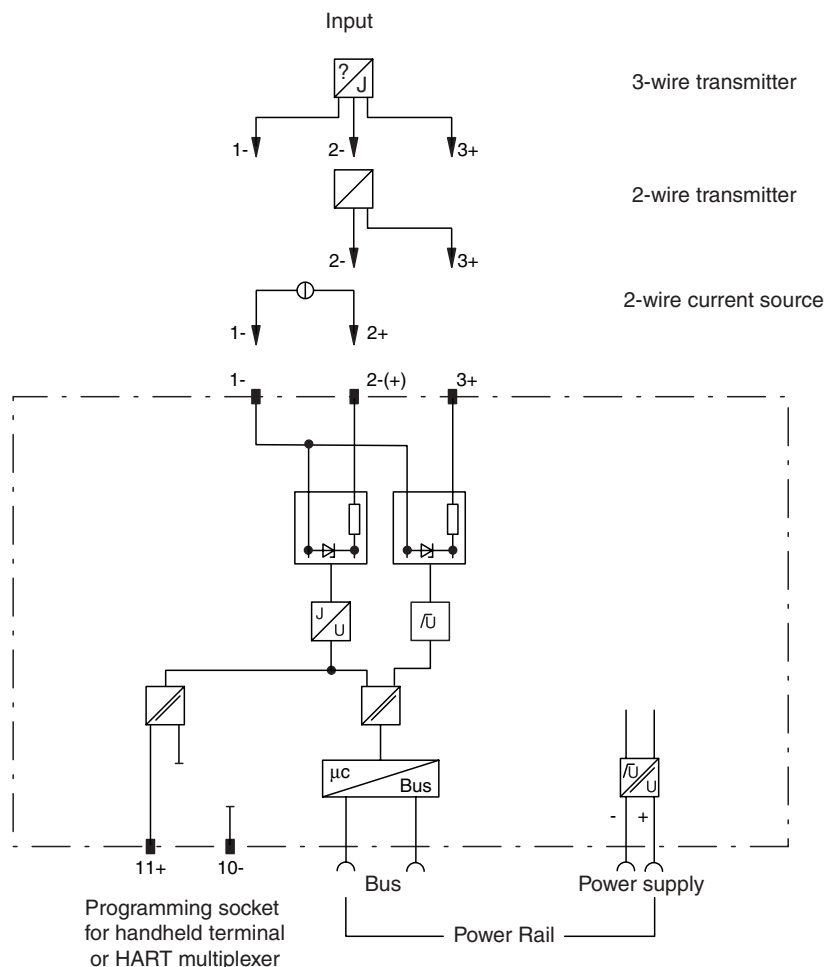 Input
?
J
3-wire transmitter
1-
2-
3+
2-wire transmitter
2-
3+
2-wire current source
1-
2+
1-
2-(+)
3+
J
U
/Ū
µc
Bus
/Ū
U
-
+
11+
10-
Bus
Power supply
Programming socket
for handheld terminal
or HART multiplexer
Power Rail